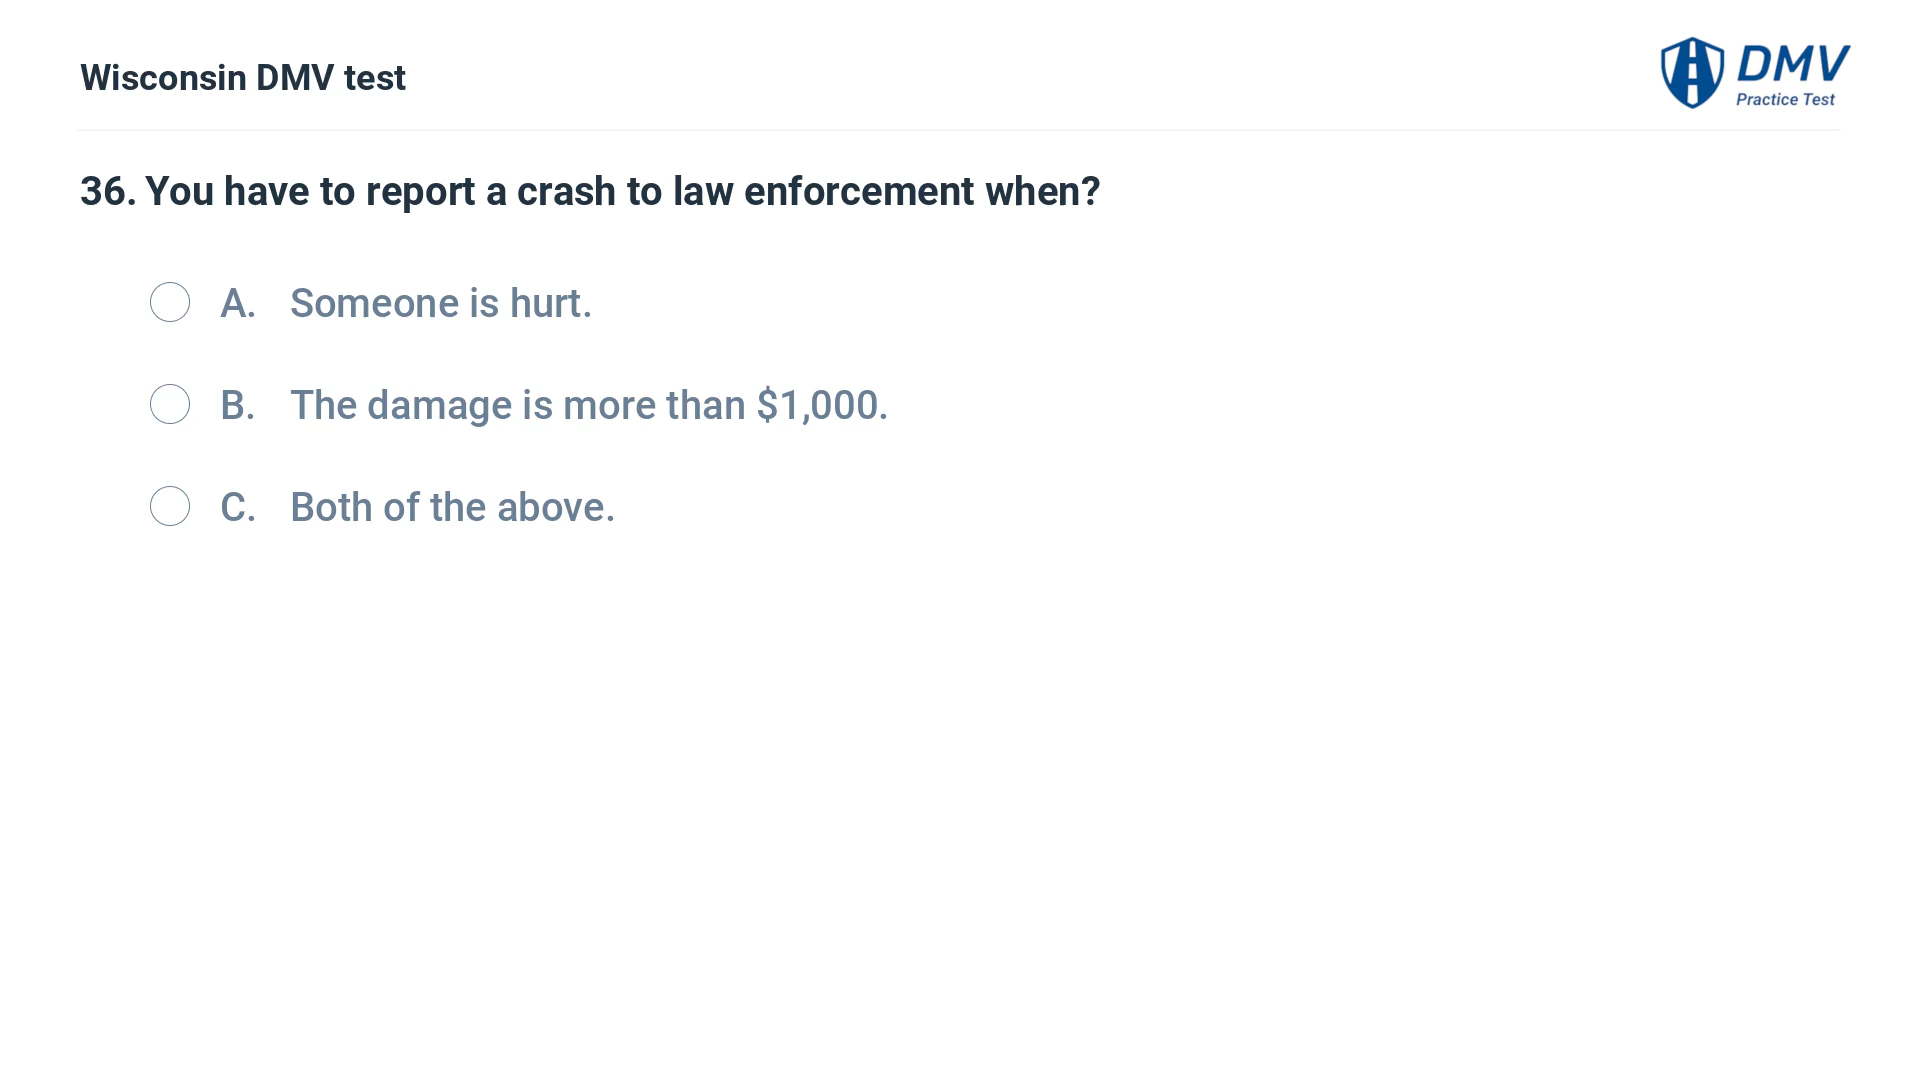 Wisconsin DMV test
DMV
Practice Test
36. You have to report a crash to law enforcement when?
A. Someone is hurt.
B. The damage is more than $1,000.
C. Both of the above.